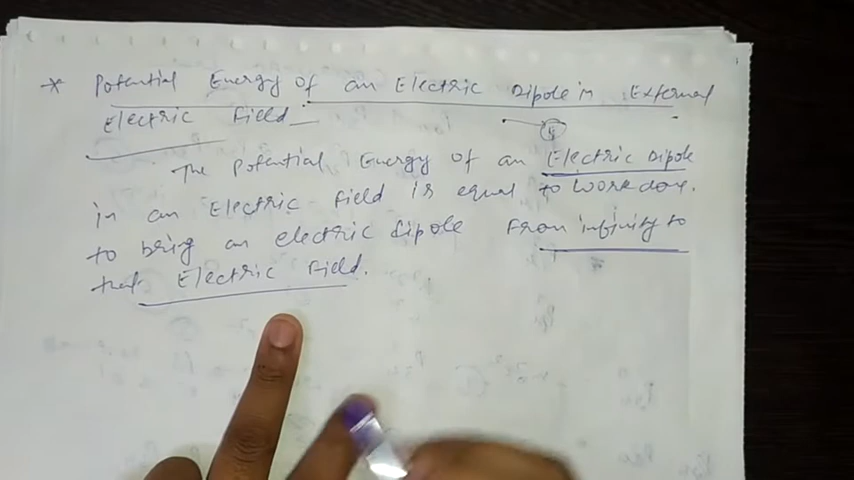 * Potential Energy of an Electric Dipole in External
Electric Field
The Potential Energy of an Electric Dipole
in an Electric field is equal to work done.
to bring an electric dipole From infinity to
that Electric Field.